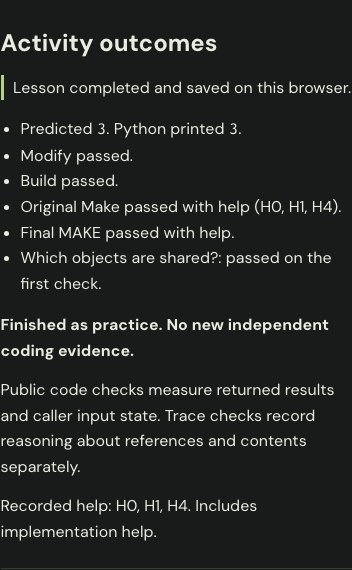 Activity outcomes
Lesson completed and saved on this browser.
• Predicted 3. Python printed 3.
• Modify passed.
• Build passed.
• Original Make passed with help (H0, H1, H4).
• Final MAKE passed with help.
• Which objects are shared?: passed on the
first check.
Finished as practice. No new independent
coding evidence.
Public code checks measure returned results
and caller input state. Trace checks record
reasoning about references and contents
separately.
Recorded help: H0, H1, H4. Includes
implementation help.